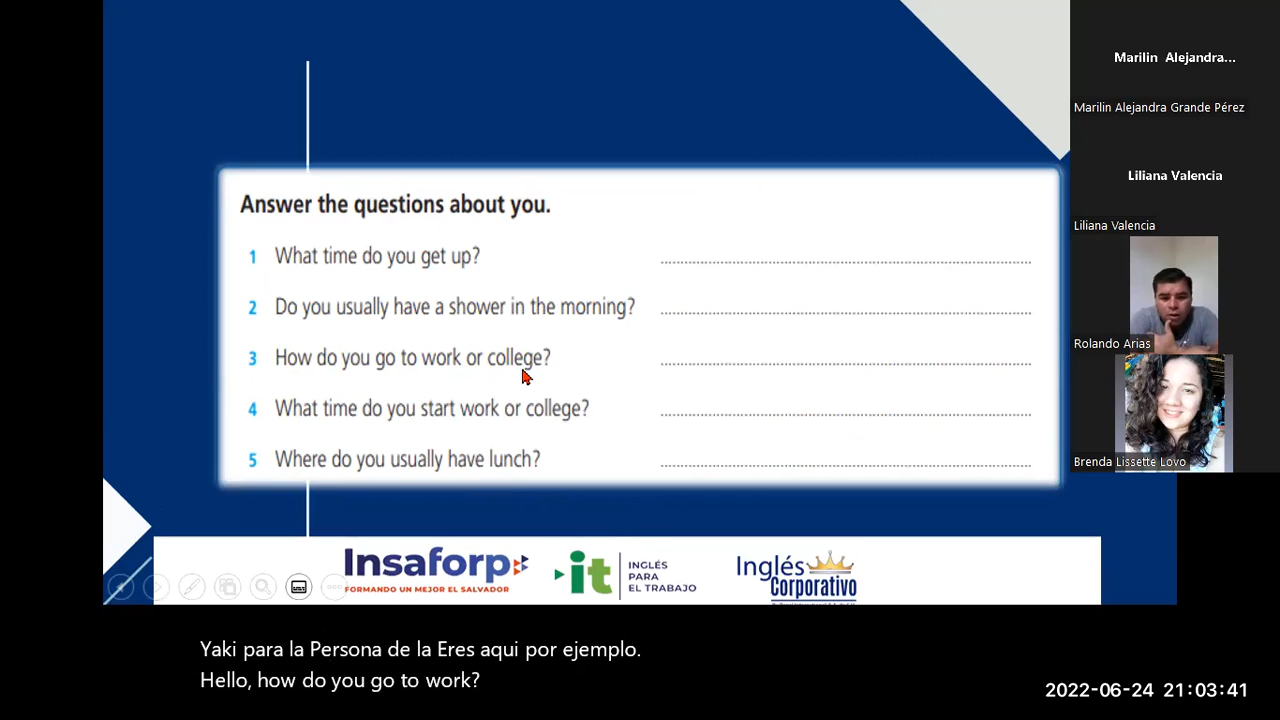 Answer the questions about you.
1 What time do you get up?
2 Do you usually have a shower in the morning?
3 How do you go to work or college?
4 What time do you start work or college?
5 Where do you usually have lunch?
Insaforp
FORMANDO UN MEJOR EL SALVADOR
it
INGLÉS
PARA
EL TRABAJO
Inglés
Corporativo
Marilin Alejandra...
Marilin Alejandra Grande Pérez
Liliana Valencia
Liliana Valencia
Rolando Arias
Brenda Lissette Lovo
Yaki para la Persona de la Eres aqui por ejemplo.
Hello, how do you go to work?
2022-06-24 21:03:41